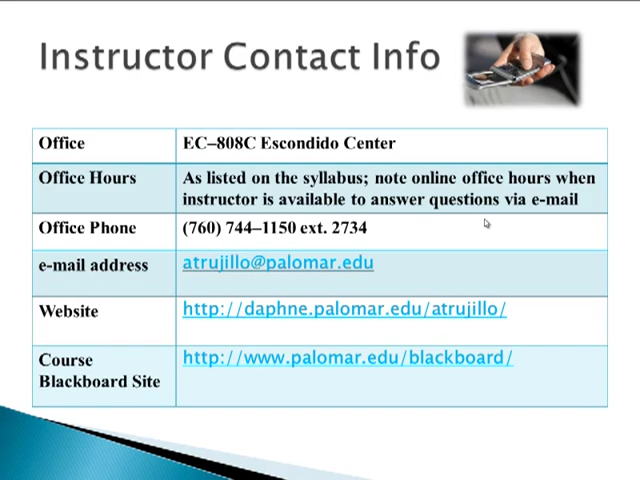 Instructor Contact Info
Office EC–808C Escondido Center
Office Hours As listed on the syllabus; note online office hours when
instructor is available to answer questions via e-mail
Office Phone (760) 744–1150 ext. 2734
e-mail address atrujillo@palomar.edu
Website http://daphne.palomar.edu/atrujillo/
Course http://www.palomar.edu/blackboard/
Blackboard Site